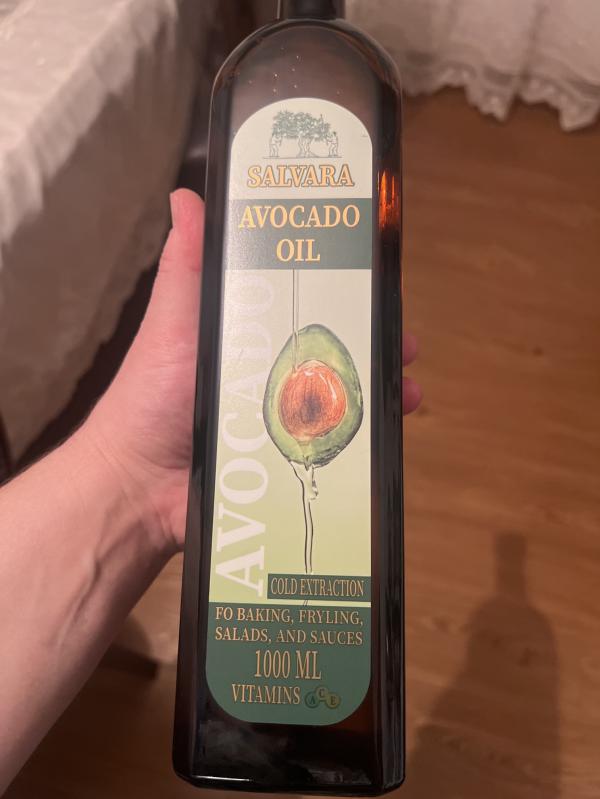 SALVARA
AVOCADO
OIL
AVOCADO
COLD EXTRACTION
FO BAKING, FRYLING,
SALADS, AND SAUCES
1000 ML
VITAMINS A C E